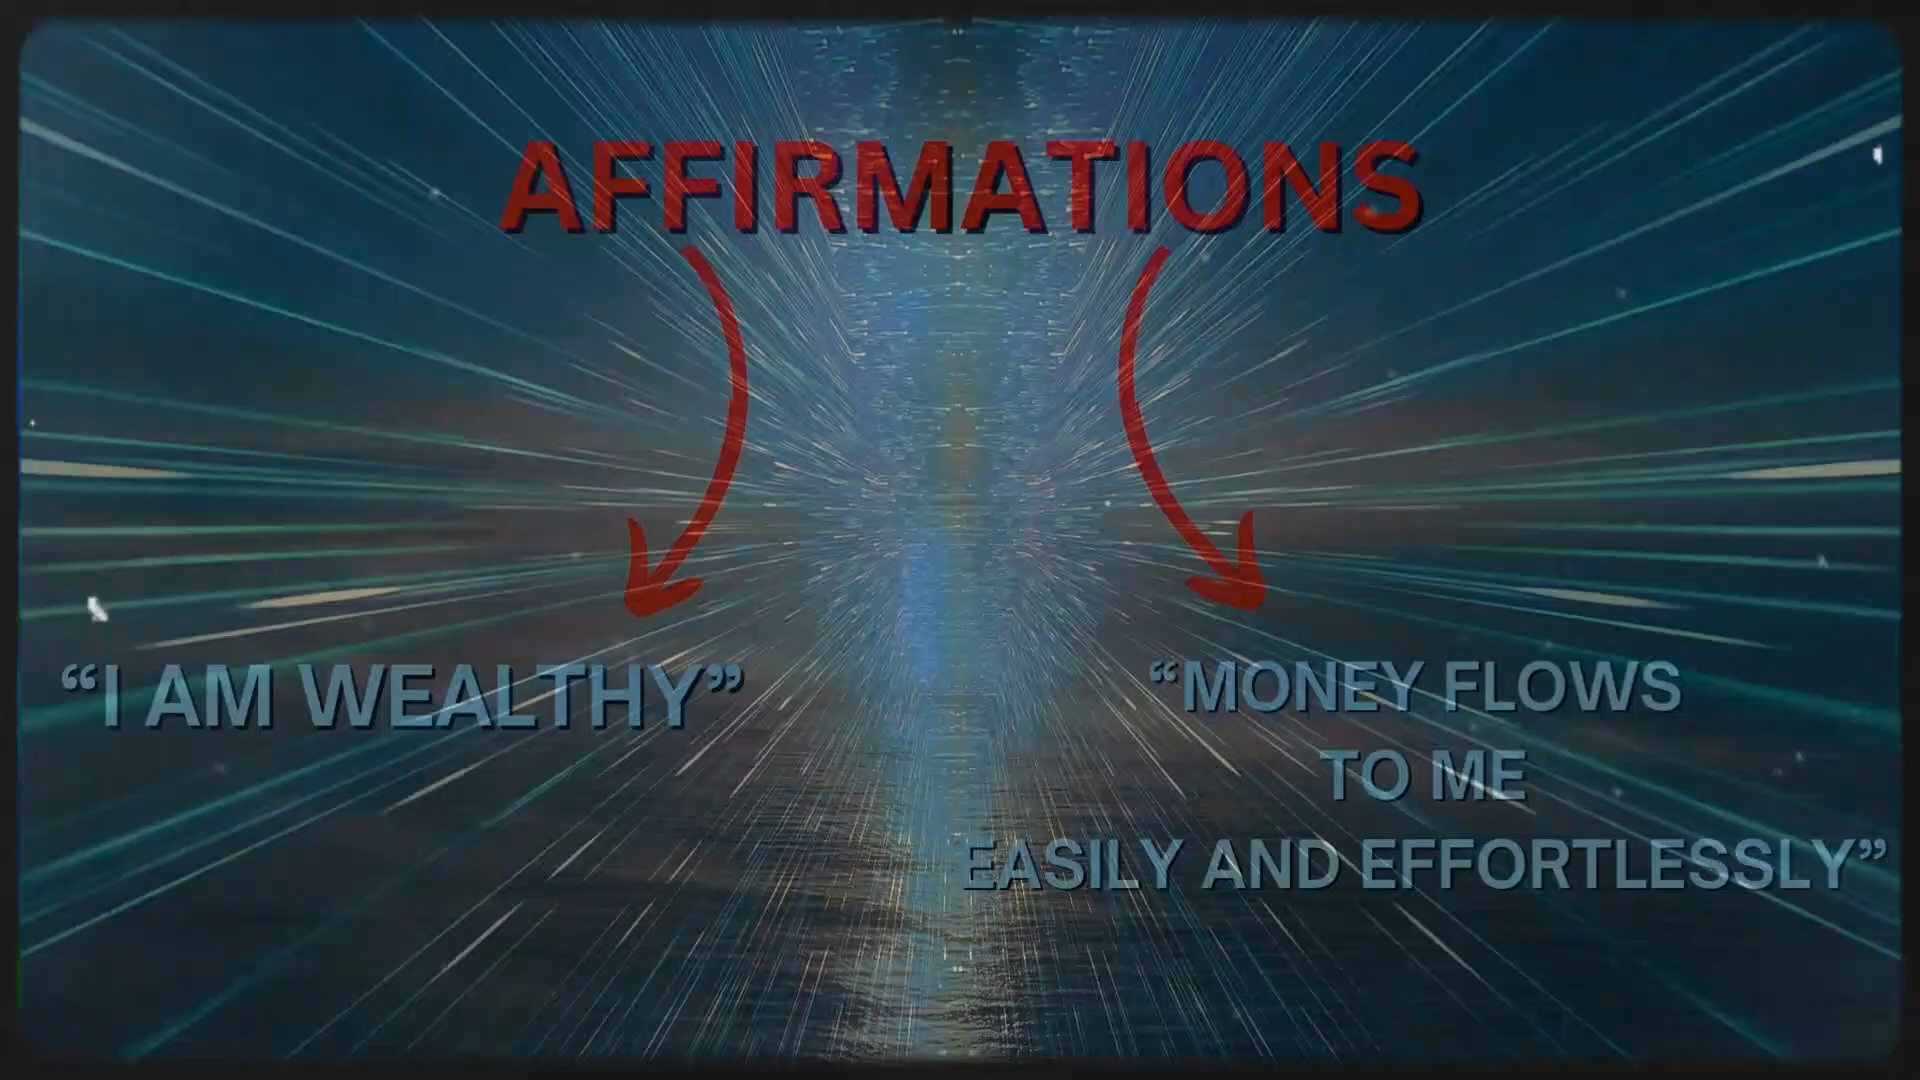 AFFIRMATIONS
“I AM WEALTHY”
“MONEY FLOWS
TO ME
EASILY AND EFFORTLESSLY”